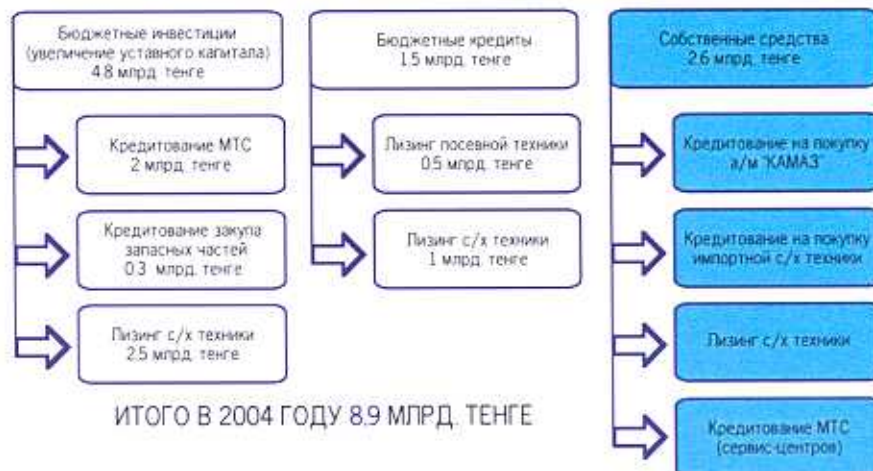 Бюджетные инвестиции
(увеличение уставного капитала)
4.8 млрд. тенге
Кредитование МТС
2 млрд. тенге
Кредитование закупа
запасных частей
0.3 млрд. тенге
Лизинг с/х техники
2.5 млрд. тенге
Бюджетные кредиты
1.5 млрд. тенге
Лизинг посевной техники
0.5 млрд. тенге
Лизинг с/х техники
1 млрд. тенге
Собственные средства
2.6 млрд. тенге
Кредитование на покупку
а/м "КАМАЗ"
Кредитование на покупку
импортной с/х техники
Лизинг с/х техники
Кредитование МТС
(сервис-центров)
ИТОГО В 2004 ГОДУ 8.9 МЛРД. ТЕНГЕ